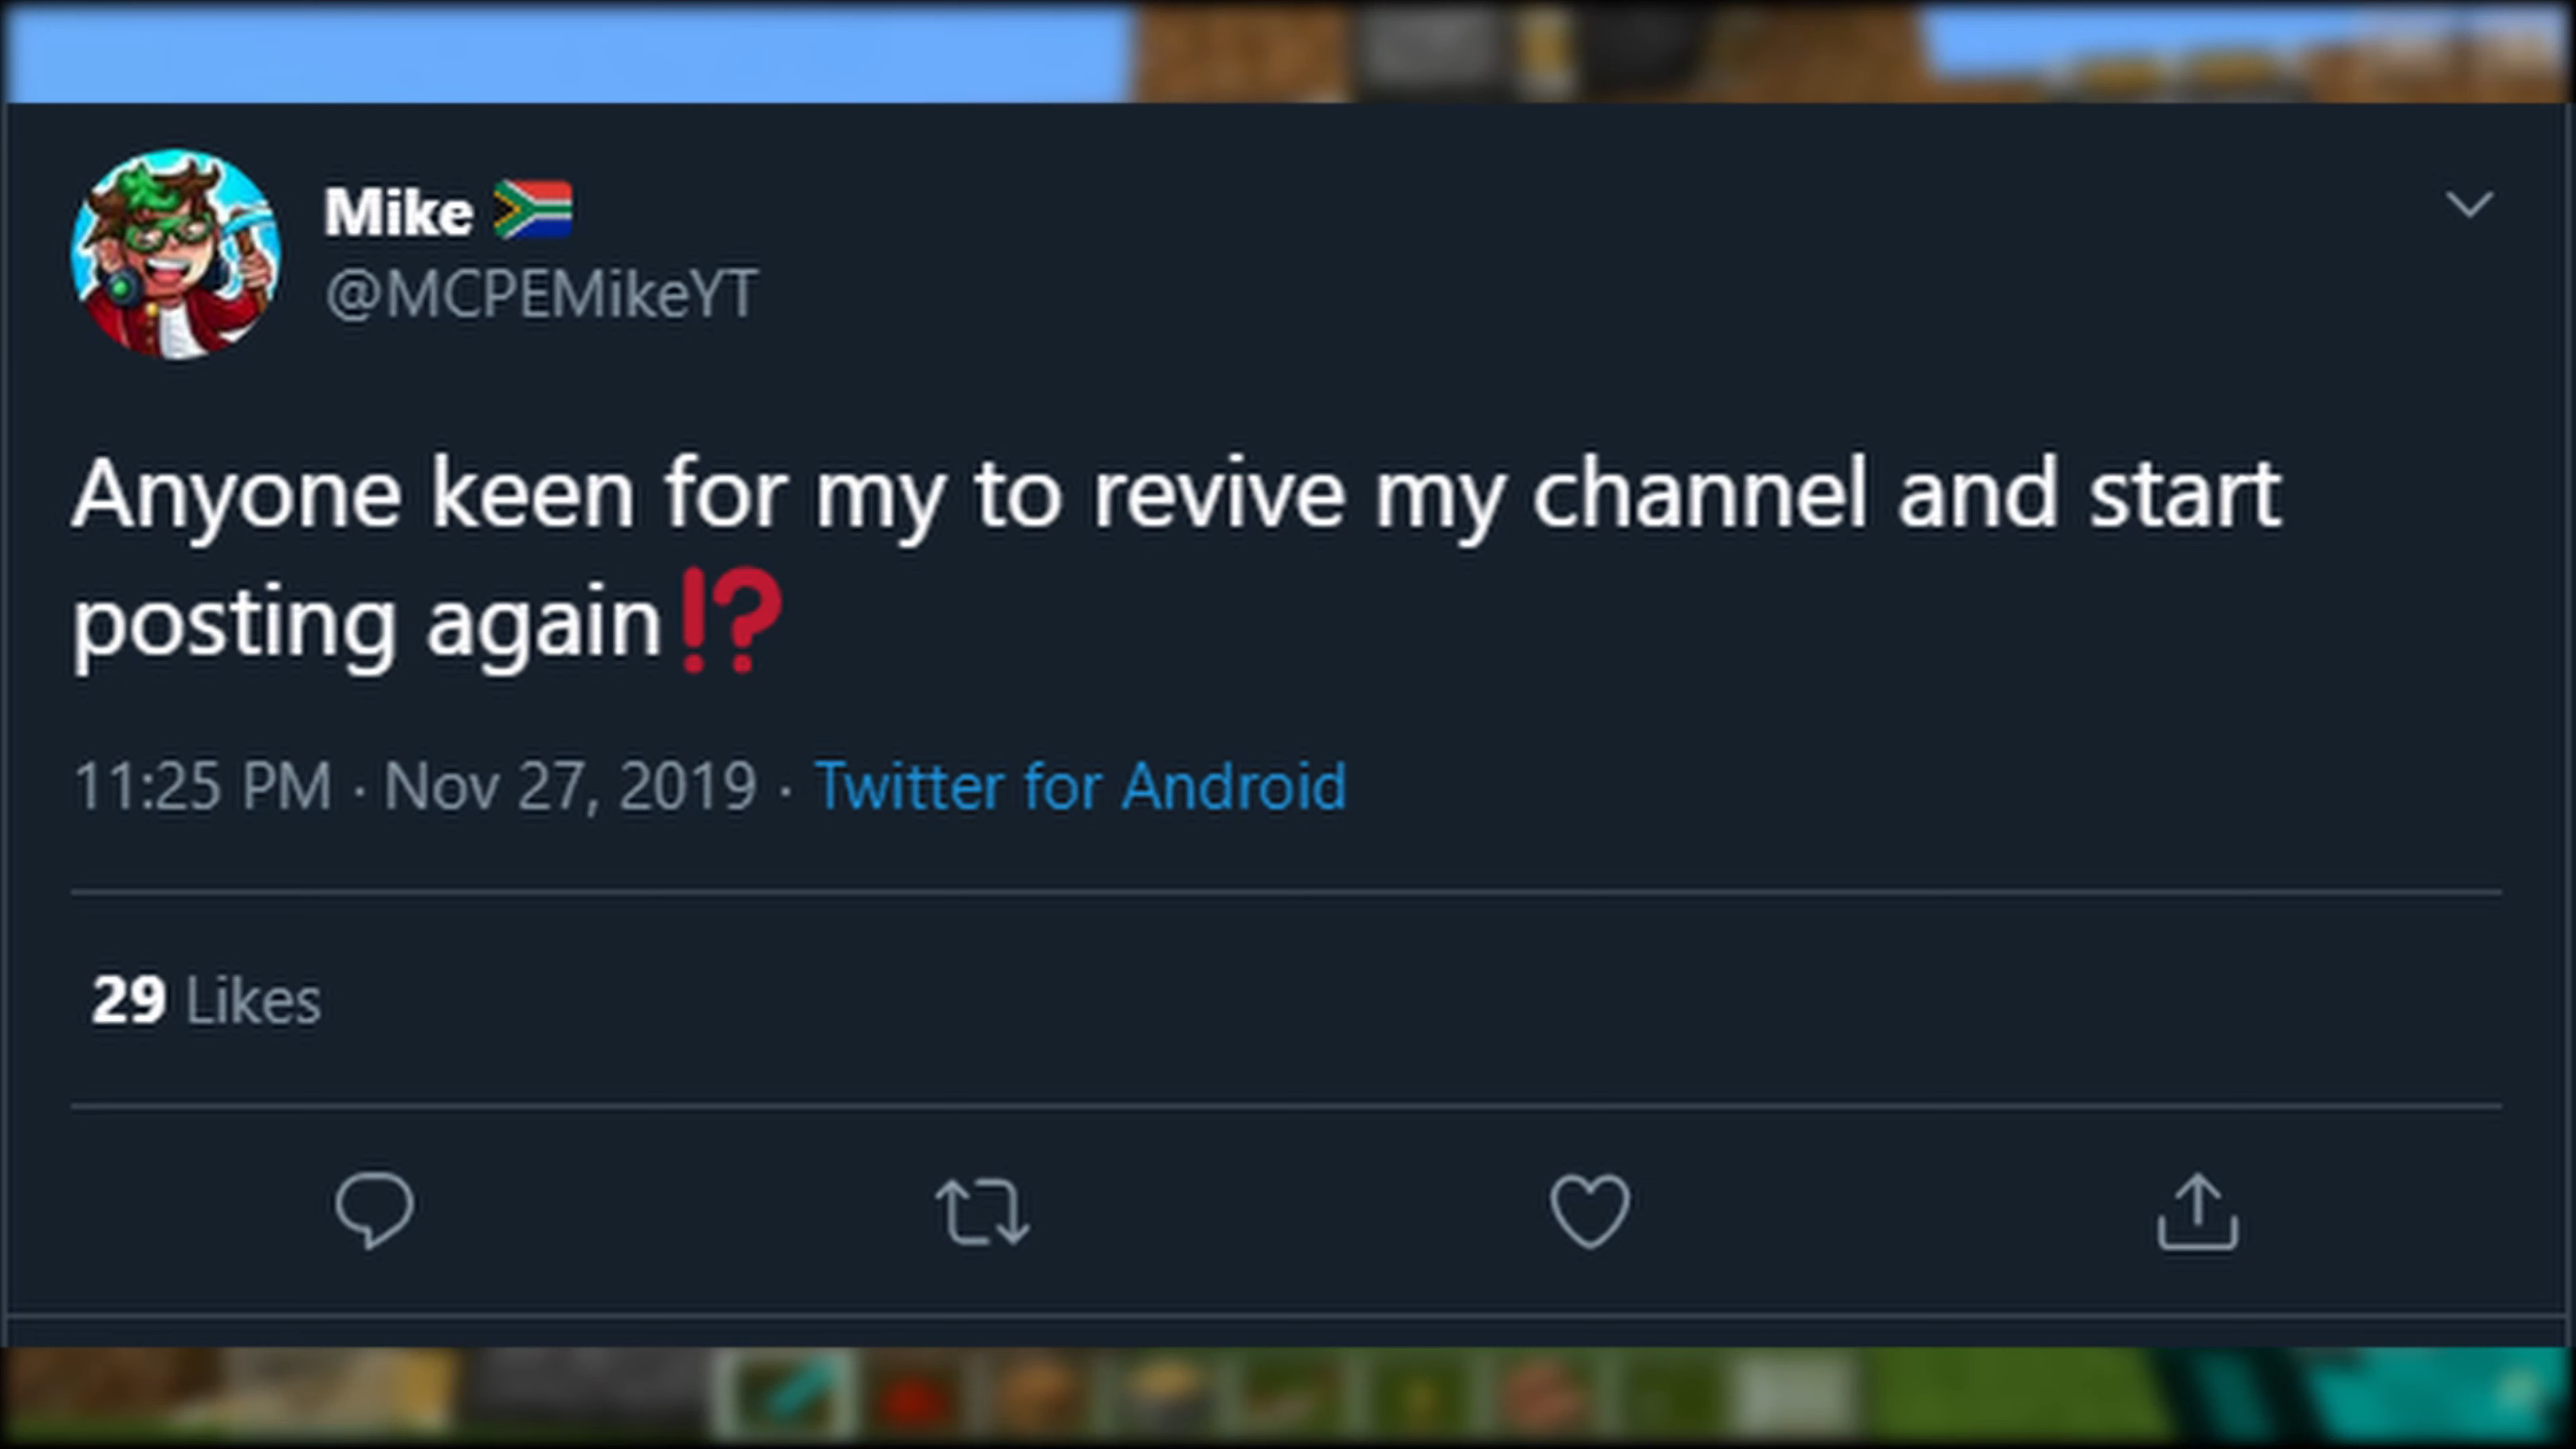 Mike 🇿🇦
@MCPEMikeYT
Anyone keen for my to revive my channel and start
posting again⁉
11:25 PM · Nov 27, 2019 · Twitter for Android
29 Likes